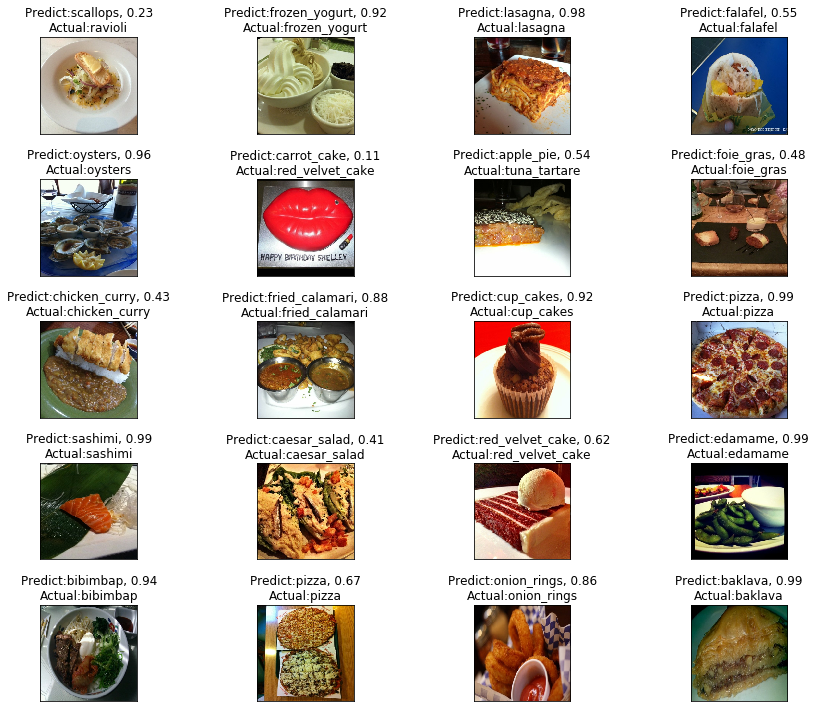 Predict:scallops, 0.23
Actual:ravioli
Predict:frozen_yogurt, 0.92
Actual:frozen_yogurt
Predict:lasagna, 0.98
Actual:lasagna
Predict:falafel, 0.55
Actual:falafel
Predict:oysters, 0.96
Actual:oysters
Predict:carrot_cake, 0.11
Actual:red_velvet_cake
HAPPY BIRTHDAY SHELLEY
Predict:apple_pie, 0.54
Actual:tuna_tartare
Predict:foie_gras, 0.48
Actual:foie_gras
Predict:chicken_curry, 0.43
Actual:chicken_curry
Predict:fried_calamari, 0.88
Actual:fried_calamari
Predict:cup_cakes, 0.92
Actual:cup_cakes
Predict:pizza, 0.99
Actual:pizza
Predict:sashimi, 0.99
Actual:sashimi
Predict:caesar_salad, 0.41
Actual:caesar_salad
Predict:red_velvet_cake, 0.62
Actual:red_velvet_cake
Predict:edamame, 0.99
Actual:edamame
Predict:bibimbap, 0.94
Actual:bibimbap
Predict:pizza, 0.67
Actual:pizza
Predict:onion_rings, 0.86
Actual:onion_rings
Predict:baklava, 0.99
Actual:baklava